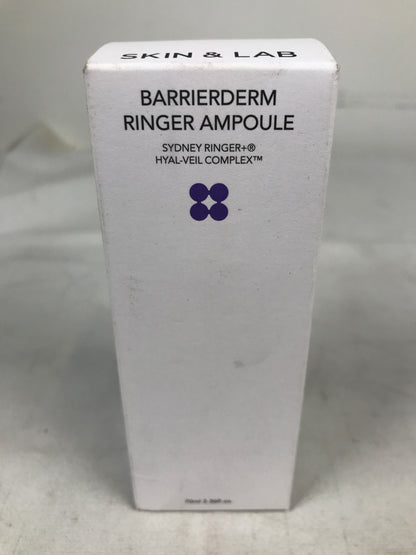 SKIN & LAB
BARRIERDERM
RINGER AMPOULE
SYDNEY RINGER+®
HYAL-VEIL COMPLEX™